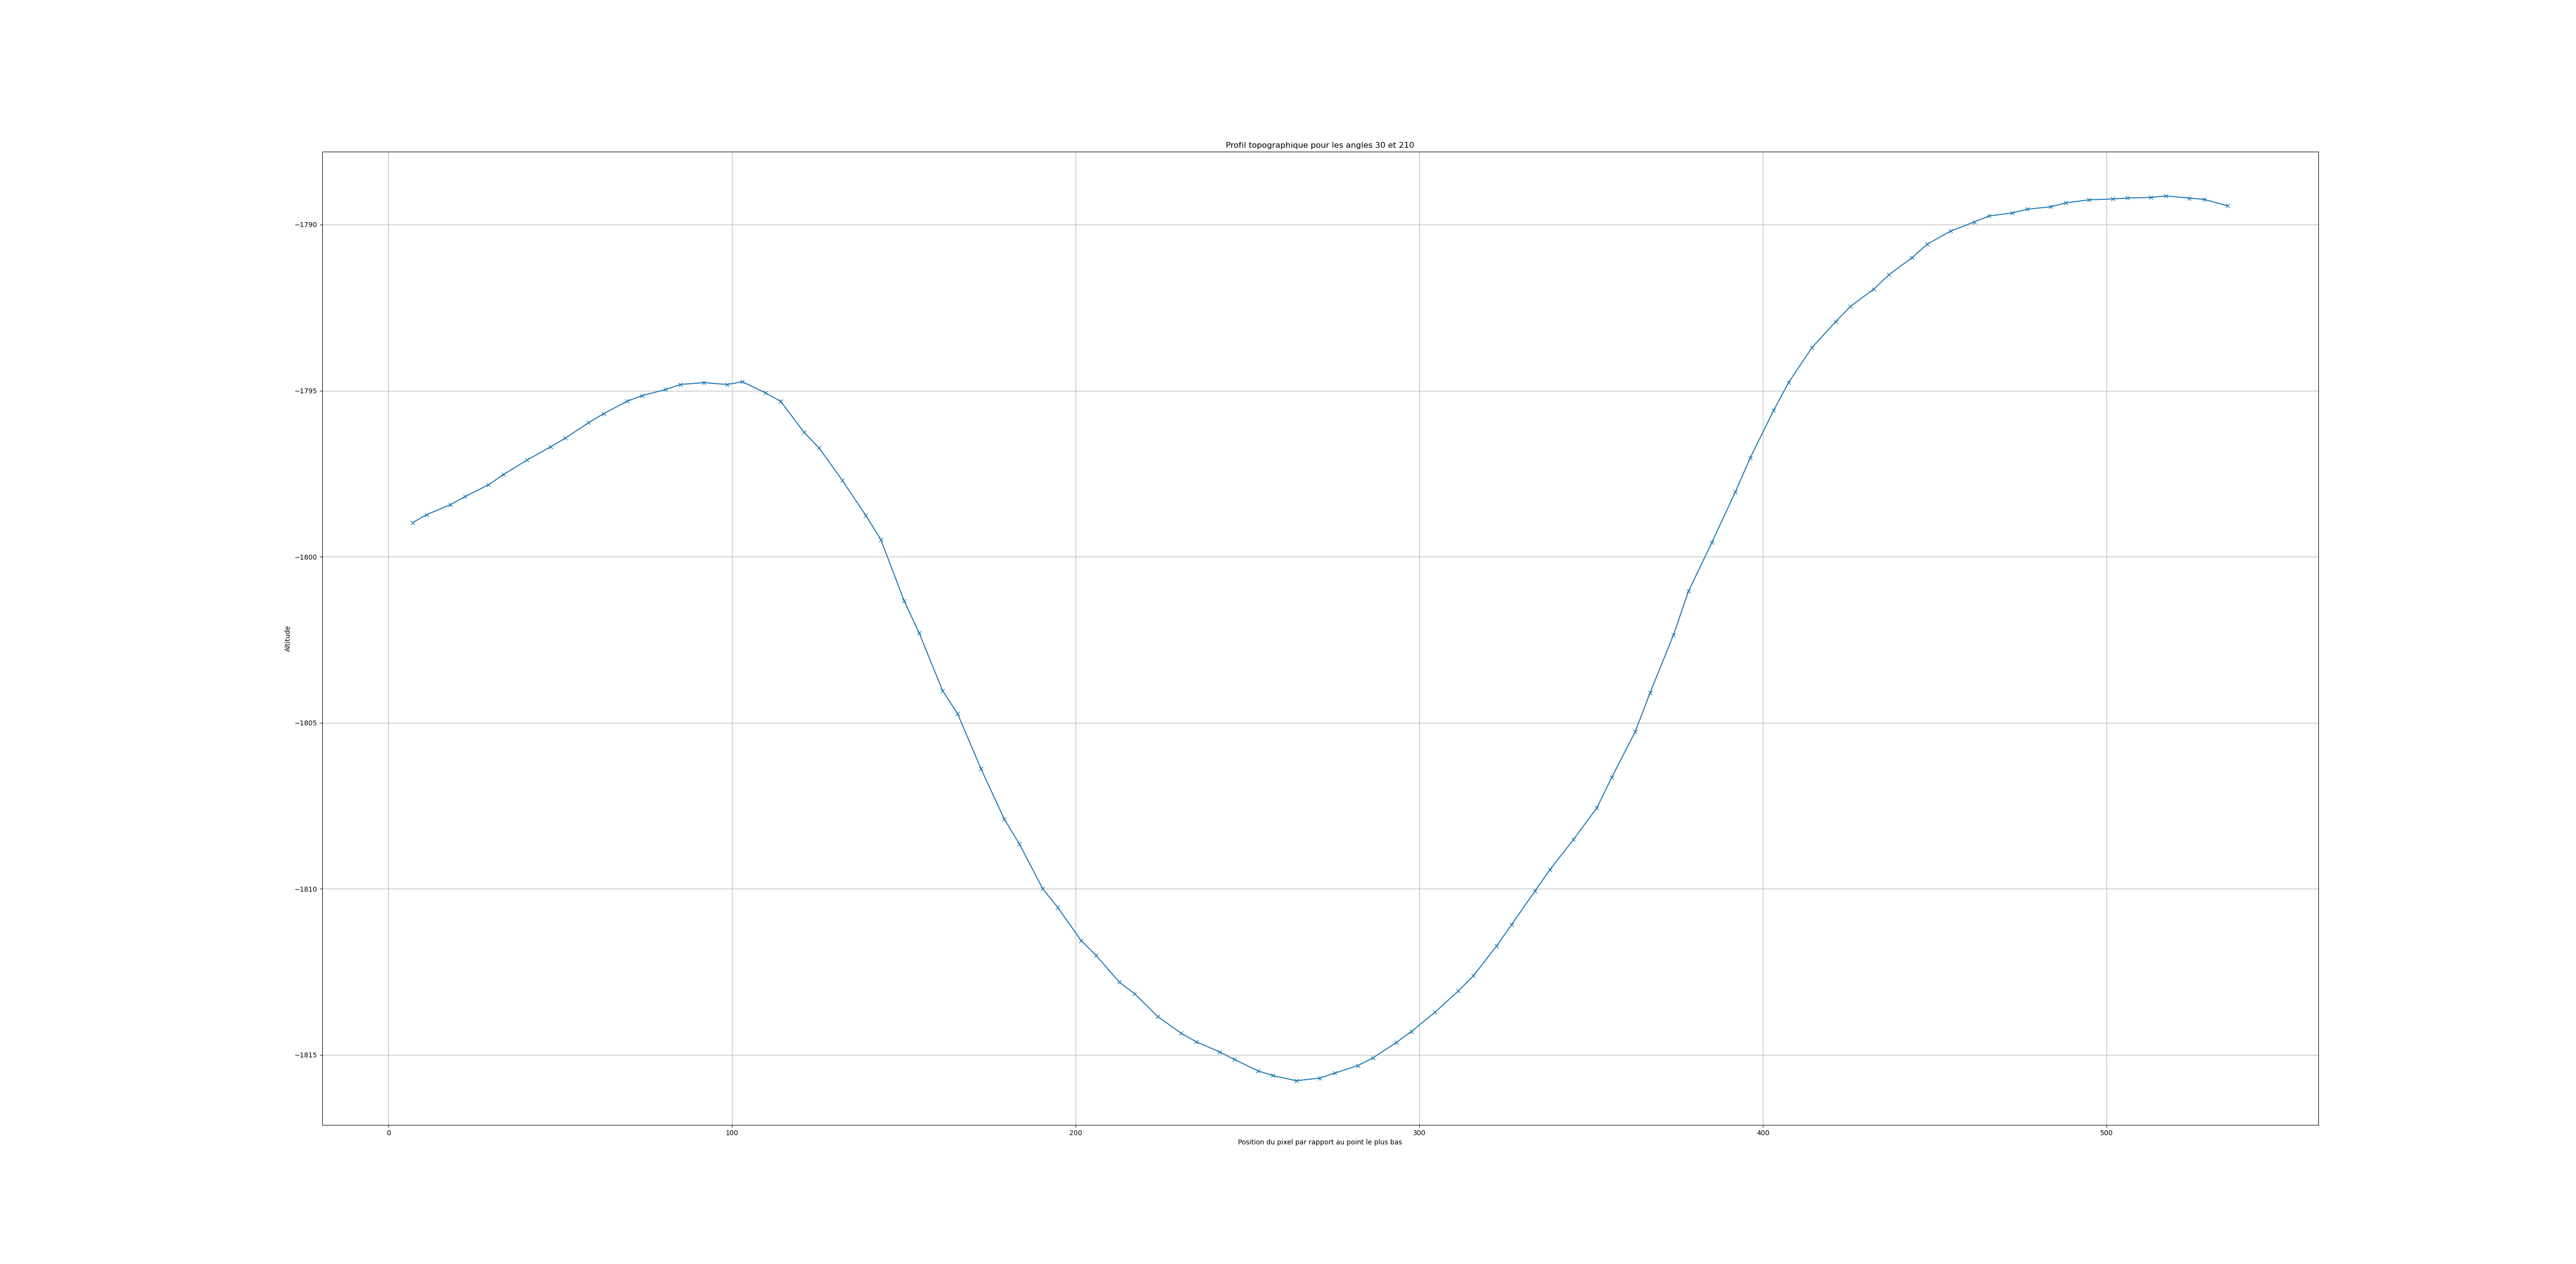 Profil topographique pour les angles 30 et 210
−1790
−1795
−1800
−1805
−1810
−1815
Altitude
0 100 200 300 400 500
Position du pixel par rapport au point le plus bas